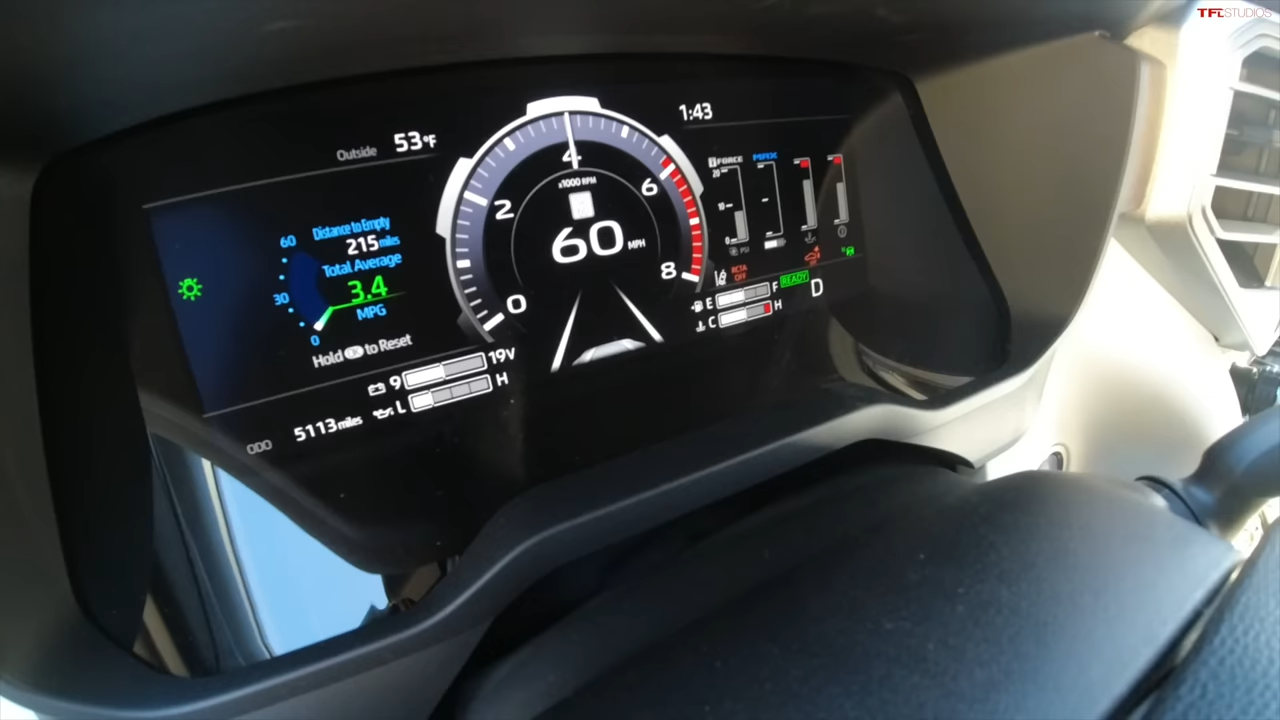 TFLSTUDIOS
Outside 53°F
1:43
Distance to Empty
215 miles
Total Average
3.4
MPG
60
30
0
Hold OK to Reset
0
2
4
6
8
x1000 RPM
60 MPH
i FORCE MAX
20
10
0
PSI
RCTA
OFF
READY
E F
C H
D
9 19V
L H
ODO 5113 miles